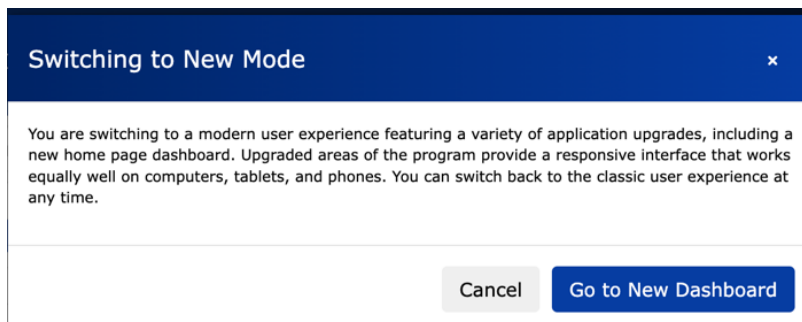 Switching to New Mode
×
You are switching to a modern user experience featuring a variety of application upgrades, including a
new home page dashboard. Upgraded areas of the program provide a responsive interface that works
equally well on computers, tablets, and phones. You can switch back to the classic user experience at
any time.
Cancel
Go to New Dashboard